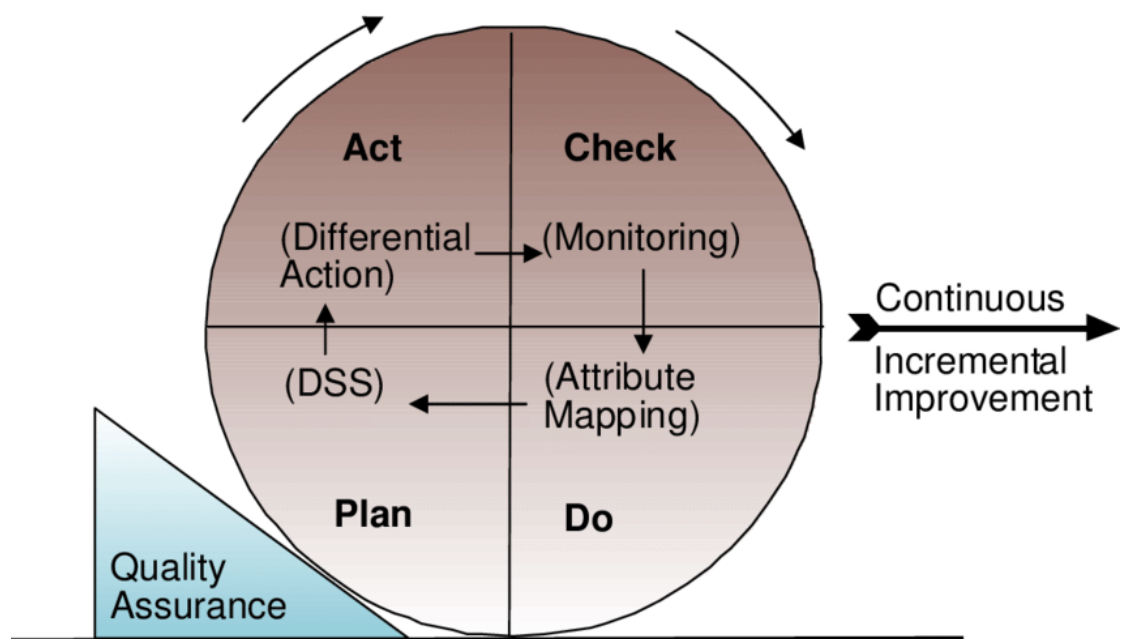 Act
Check
(Differential
Action)
(Monitoring)
(DSS)
(Attribute
Mapping)
Plan
Do
Quality
Assurance
Continuous
Incremental
Improvement